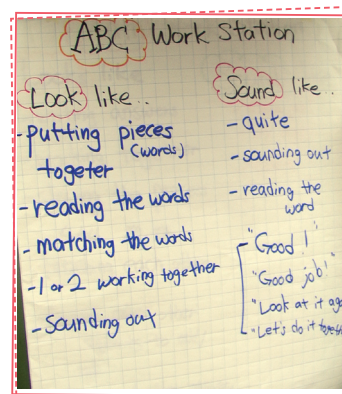 ABC Work Station
Look like..
-putting pieces
(words)
togeter
-reading the words
-matching the words
-1 or 2 working together
-Sounding out
Sound like..
-quite
-sounding out
-reading the
word
-"Good!"
"Good job!"
"Look at it
"Let's do it